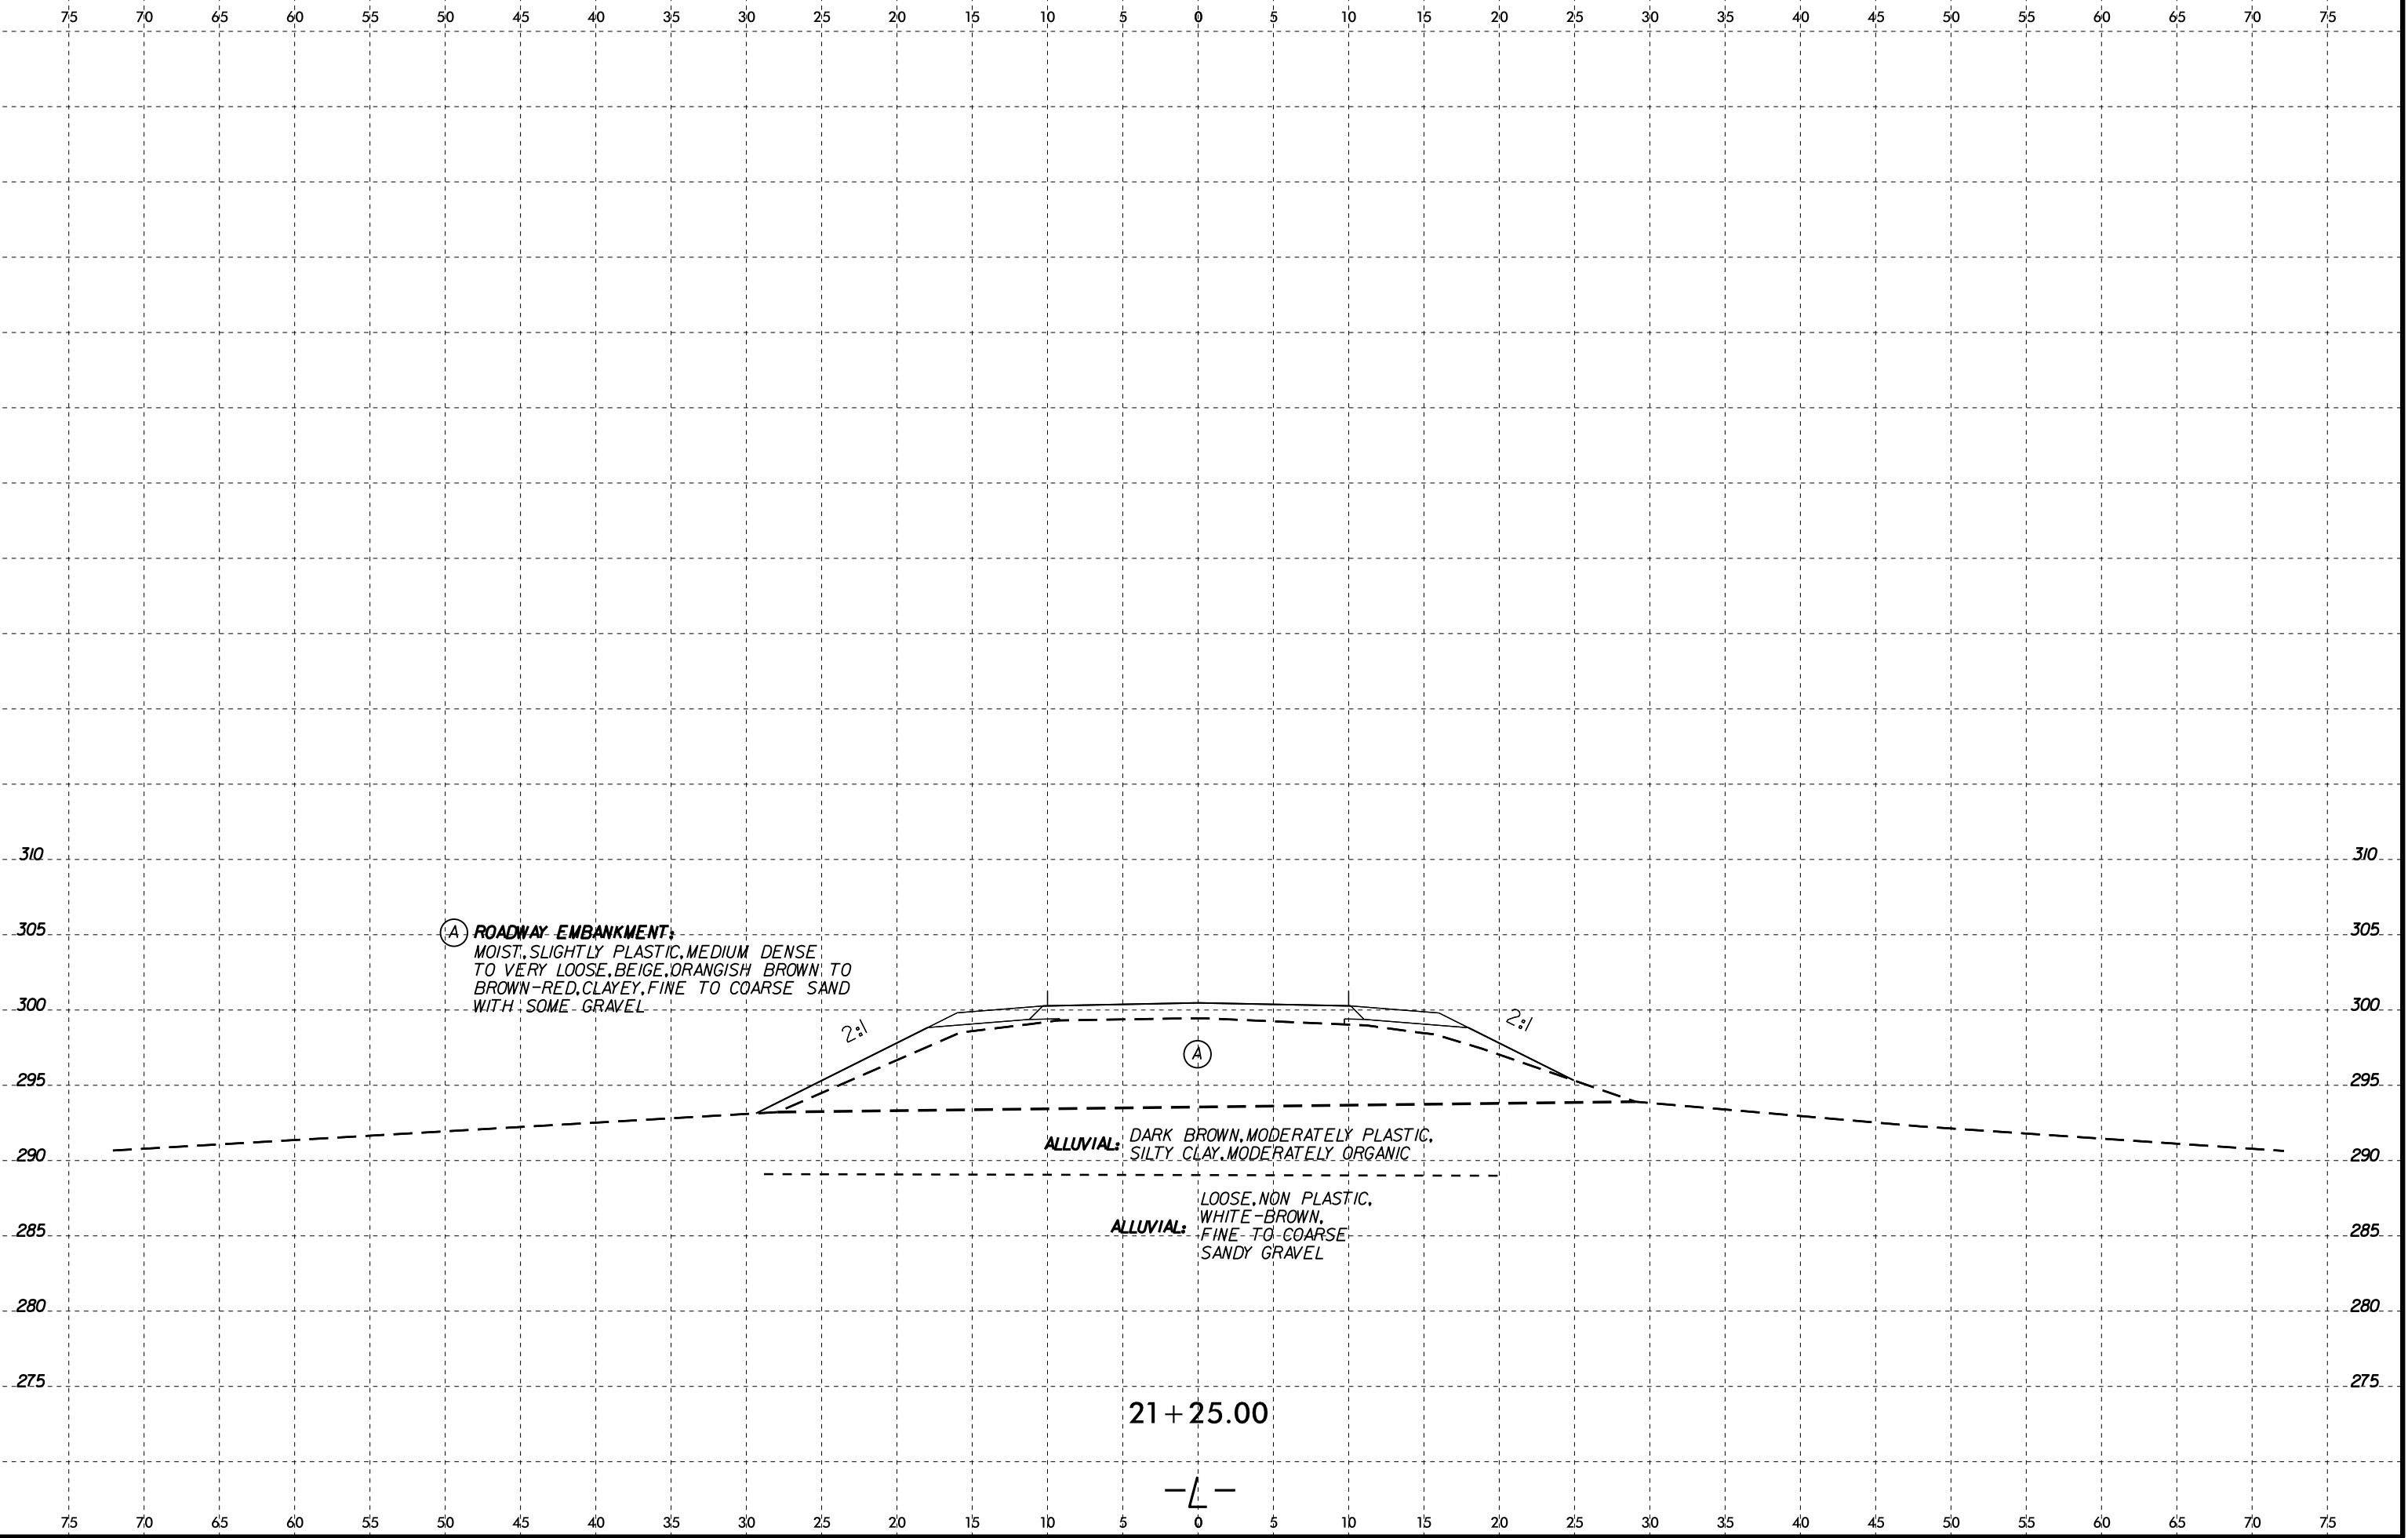 75 70 65 60 55 50 45 40 35 30 25 20 15 10 5 0 5 10 15 20 25 30 35 40 45 50 55 60 65 70 75
310 310
305 305
Ⓐ ROADWAY EMBANKMENT:
MOIST, SLIGHTLY PLASTIC, MEDIUM DENSE
TO VERY LOOSE, BEIGE, ORANGISH BROWN TO
BROWN-RED, CLAYEY, FINE TO COARSE SAND
WITH SOME GRAVEL
300 300
2:1 2:1
Ⓐ
295 295
ALLUVIAL: DARK BROWN, MODERATELY PLASTIC,
SILTY CLAY, MODERATELY ORGANIC
290 290
LOOSE, NON PLASTIC,
WHITE-BROWN,
ALLUVIAL: FINE TO COARSE
SANDY GRAVEL
285 285
280 280
275 275
21+25.00
-L-
75 70 65 60 55 50 45 40 35 30 25 20 15 10 5 0 5 10 15 20 25 30 35 40 45 50 55 60 65 70 75